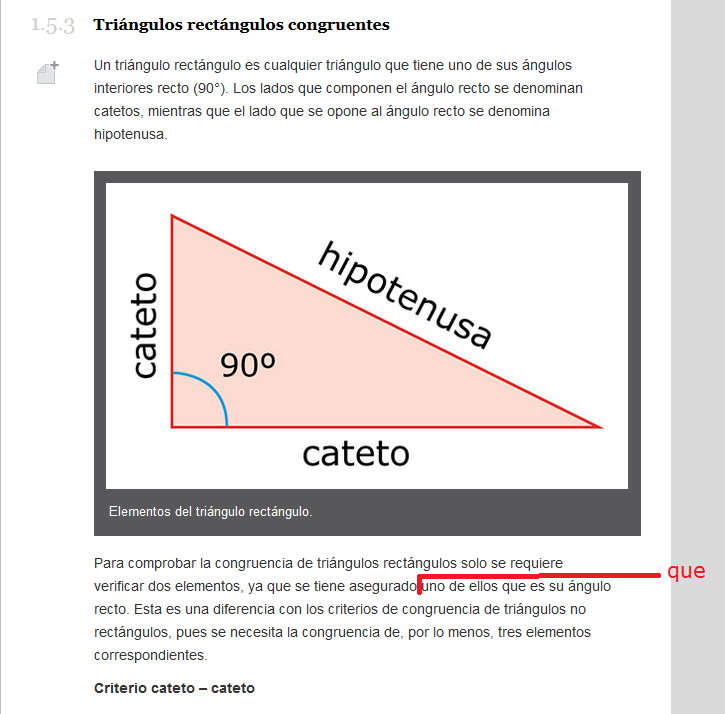 1.5.3 Triángulos rectángulos congruentes
Un triángulo rectángulo es cualquier triángulo que tiene uno de sus ángulos
interiores recto (90°). Los lados que componen el ángulo recto se denominan
catetos, mientras que el lado que se opone al ángulo recto se denomina
hipotenusa.
cateto
hipotenusa
90º
cateto
Elementos del triángulo rectángulo.
Para comprobar la congruencia de triángulos rectángulos solo se requiere
verificar dos elementos, ya que se tiene asegurado uno de ellos que es su ángulo
que
recto. Esta es una diferencia con los criterios de congruencia de triángulos no
rectángulos, pues se necesita la congruencia de, por lo menos, tres elementos
correspondientes.
Criterio cateto – cateto